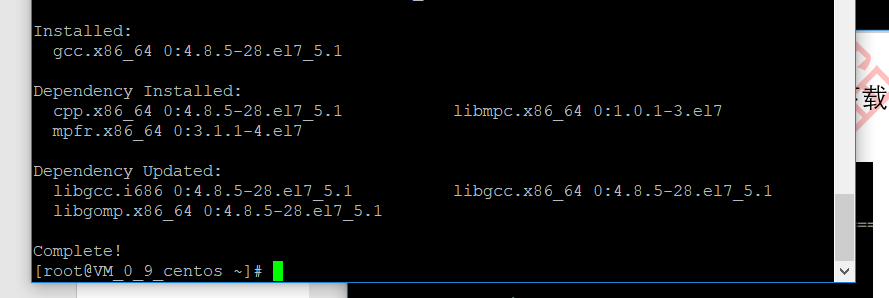 Installed:
gcc.x86_64 0:4.8.5-28.el7_5.1
Dependency Installed:
cpp.x86_64 0:4.8.5-28.el7_5.1 libmpc.x86_64 0:1.0.1-3.el7
mpfr.x86_64 0:3.1.1-4.el7
Dependency Updated:
libgcc.i686 0:4.8.5-28.el7_5.1 libgcc.x86_64 0:4.8.5-28.el7_5.1
libgomp.x86_64 0:4.8.5-28.el7_5.1
Complete!
[root@VM_0_9_centos ~]#
载
==